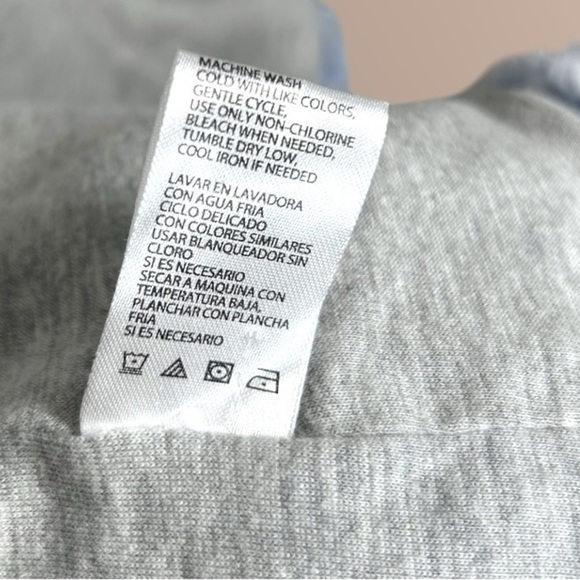 MACHINE WASH
COLD WITH LIKE COLORS,
GENTLE CYCLE,
USE ONLY NON-CHLORINE
BLEACH WHEN NEEDED,
TUMBLE DRY LOW,
COOL IRON IF NEEDED
LAVAR EN LAVADORA
CON AGUA FRIA
CICLO DELICADO
CON COLORES SIMILARES
USAR BLANQUEADOR SIN
CLORO
SI ES NECESARIO
SECAR A MAQUINA CON
TEMPERATURA BAJA,
PLANCHAR CON PLANCHA
FRIA
SI ES NECESARIO